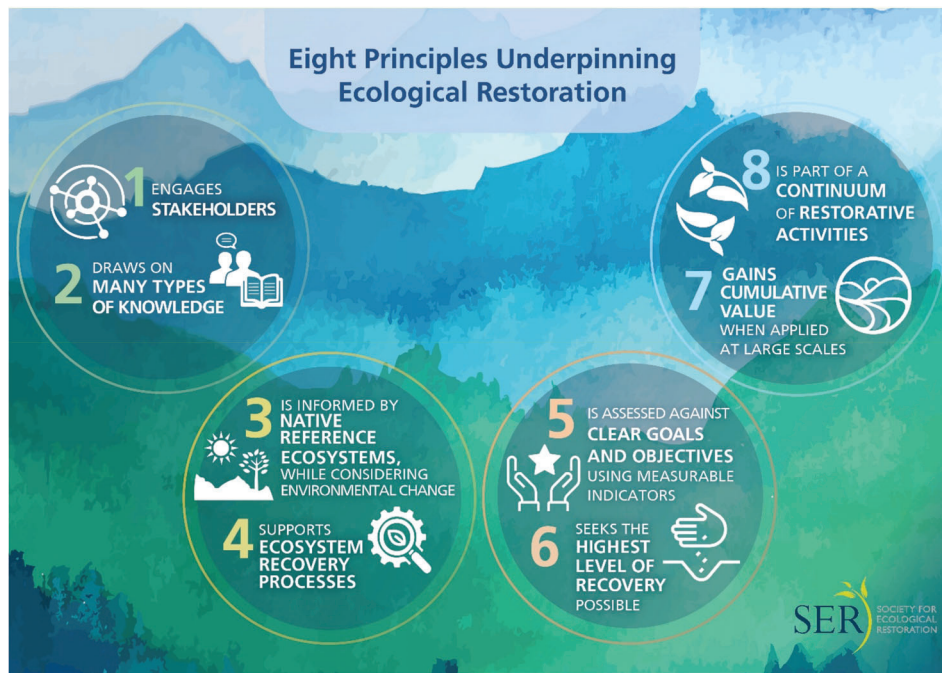 Eight Principles Underpinning
Ecological Restoration
1 ENGAGES
STAKEHOLDERS
2 DRAWS ON
MANY TYPES
OF KNOWLEDGE
3 IS INFORMED BY
NATIVE
REFERENCE
ECOSYSTEMS,
WHILE CONSIDERING
ENVIRONMENTAL CHANGE
4 SUPPORTS
ECOSYSTEM
RECOVERY
PROCESSES
5 IS ASSESSED AGAINST
CLEAR GOALS
AND OBJECTIVES
USING MEASURABLE
INDICATORS
6 SEEKS THE
HIGHEST
LEVEL OF
RECOVERY
POSSIBLE
7 GAINS
CUMULATIVE
VALUE
WHEN APPLIED
AT LARGE SCALES
8 IS PART OF A
CONTINUUM
OF RESTORATIVE
ACTIVITIES
SER
SOCIETY FOR
ECOLOGICAL
RESTORATION